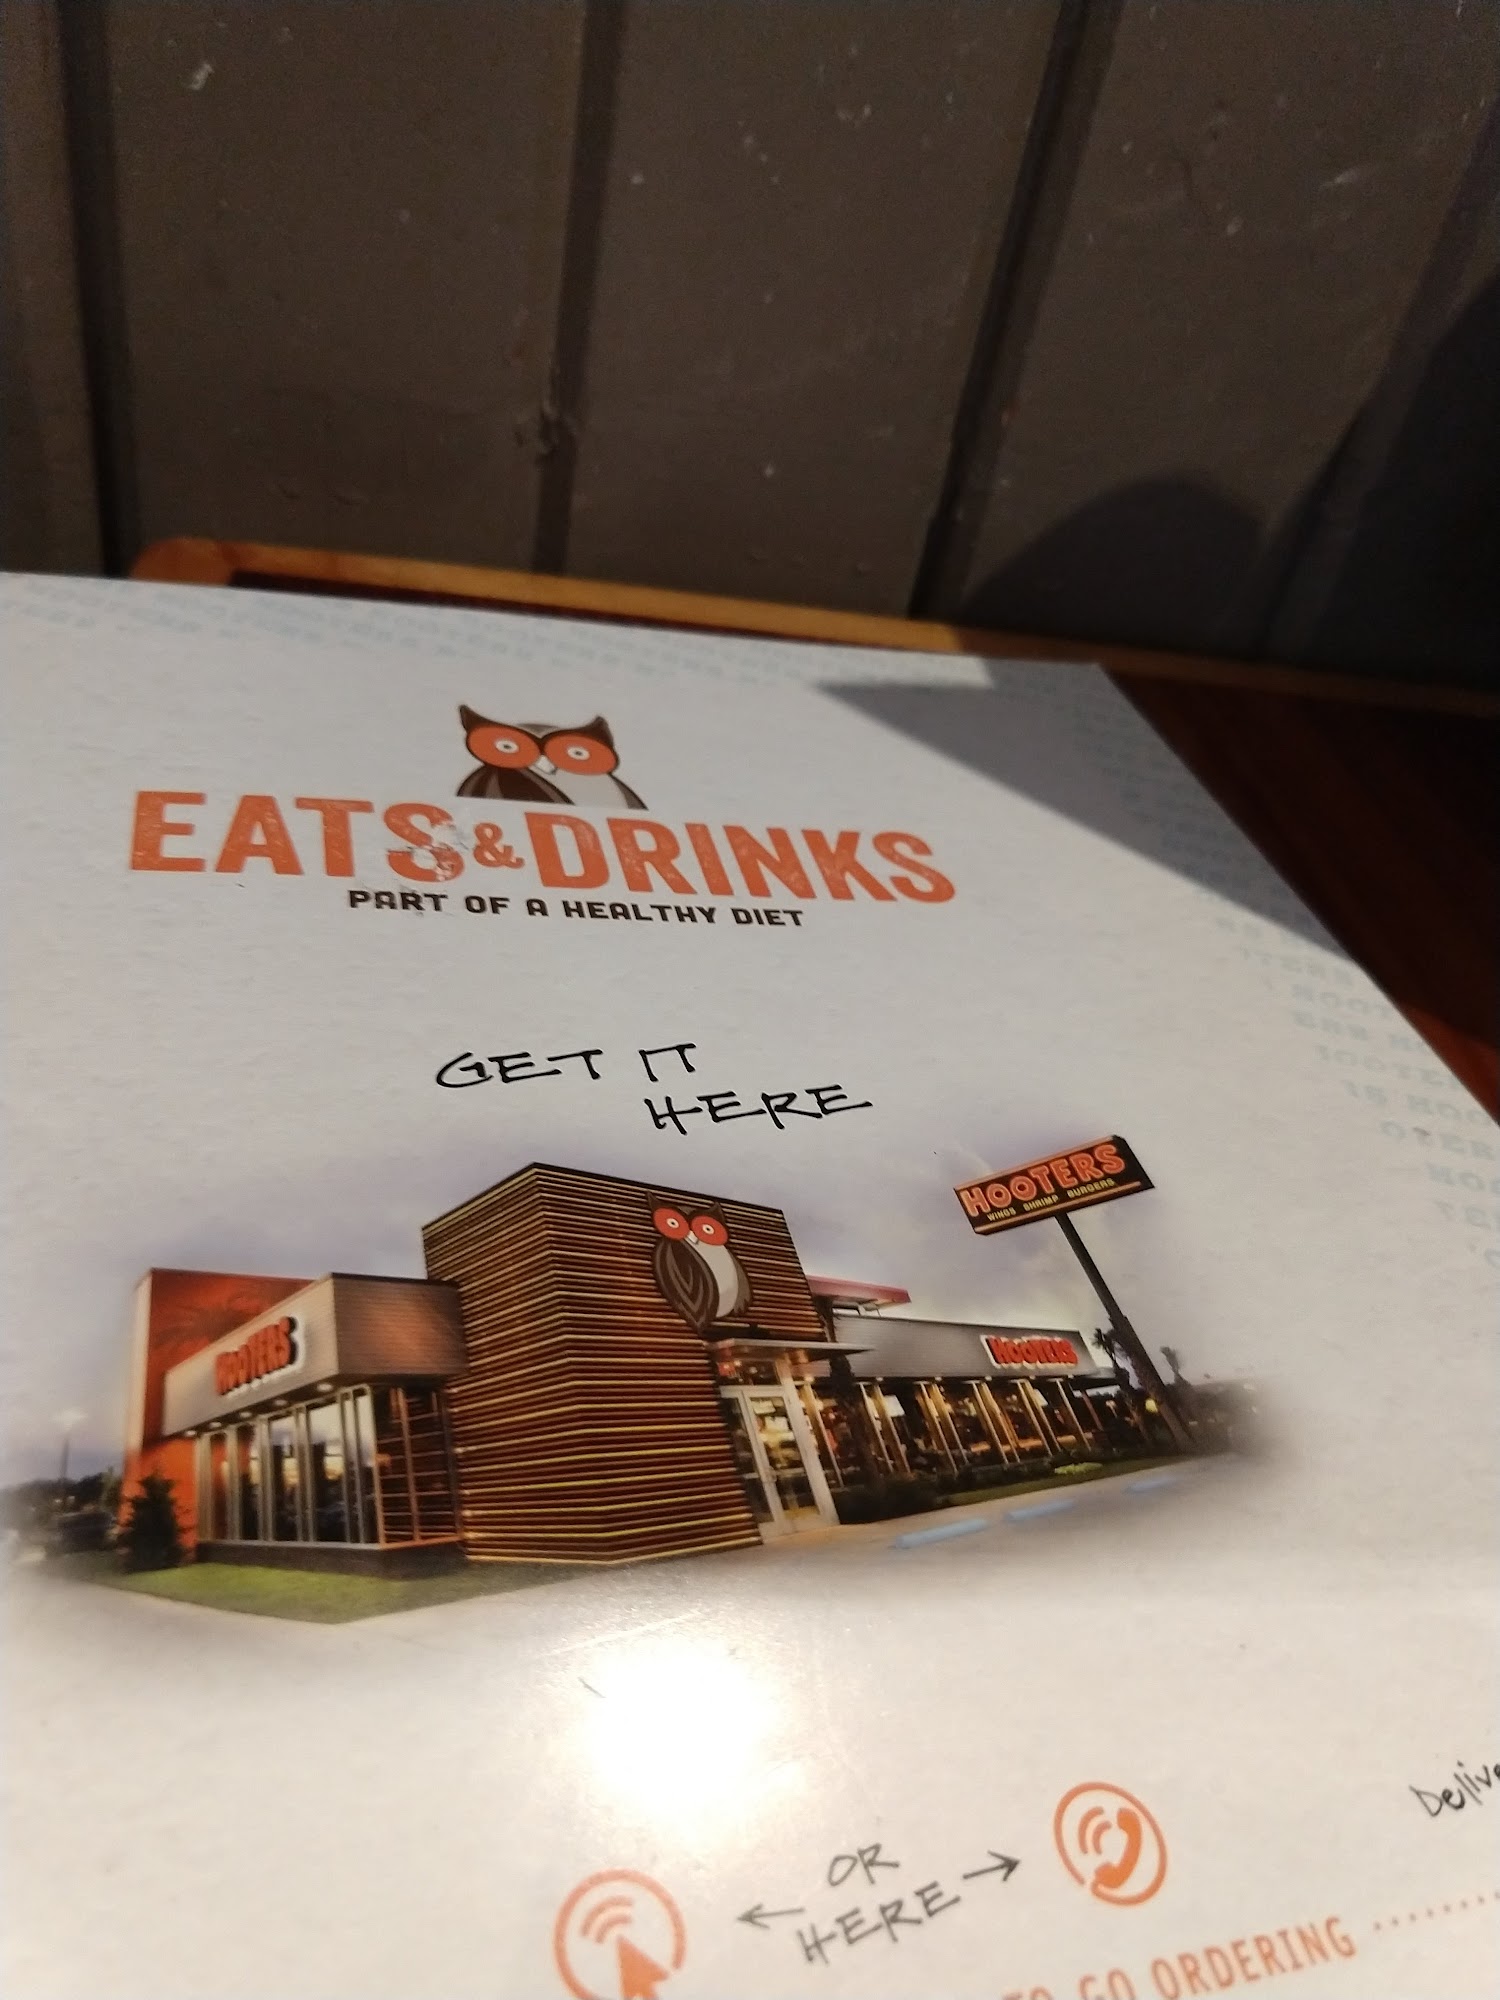 EATS & DRINKS
PART OF A HEALTHY DIET
GET IT
HERE
HOOTERS
WINGS SHRIMP BURGERS
HOOTERS
HOOTERS
OR
HERE
TO GO ORDERING